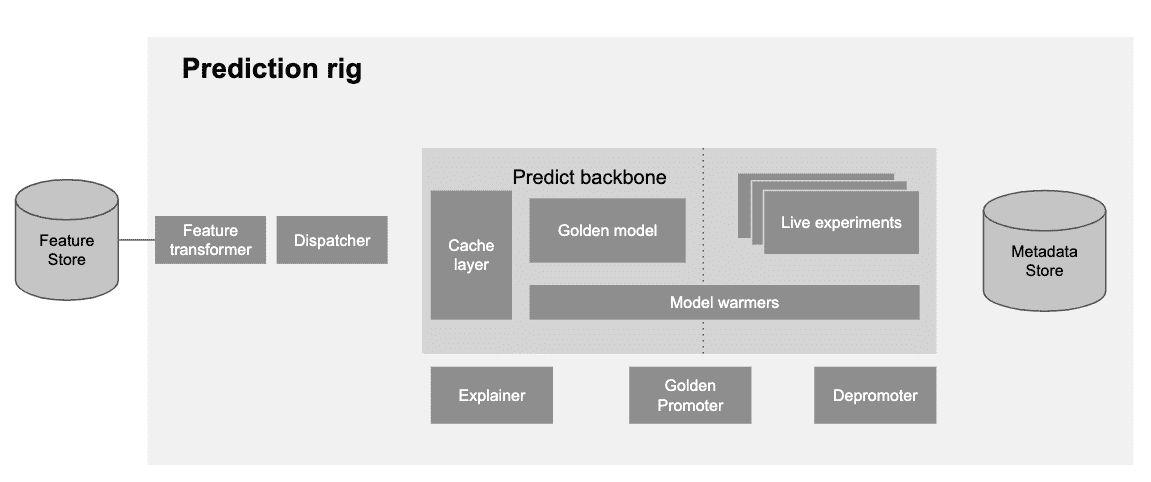 Prediction rig
Feature
Store
Feature
transformer
Dispatcher
Predict backbone
Cache
layer
Golden model
Live experiments
Model warmers
Metadata
Store
Explainer
Golden
Promoter
Depromoter